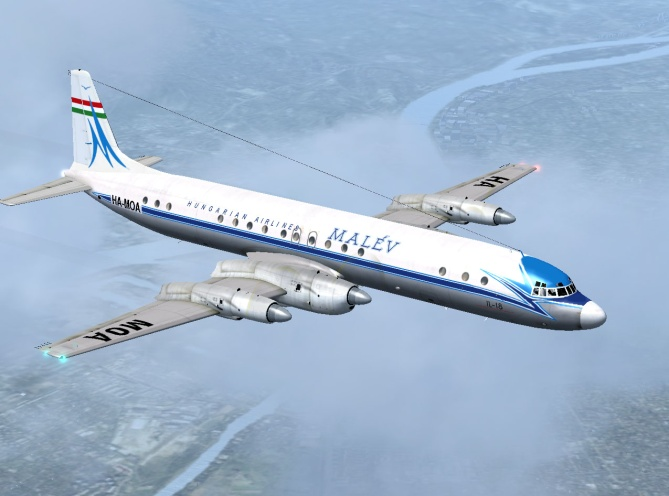 HA-MOA
HUNGARIAN AIRLINES
MALÉV
IL-18
HA
MOA